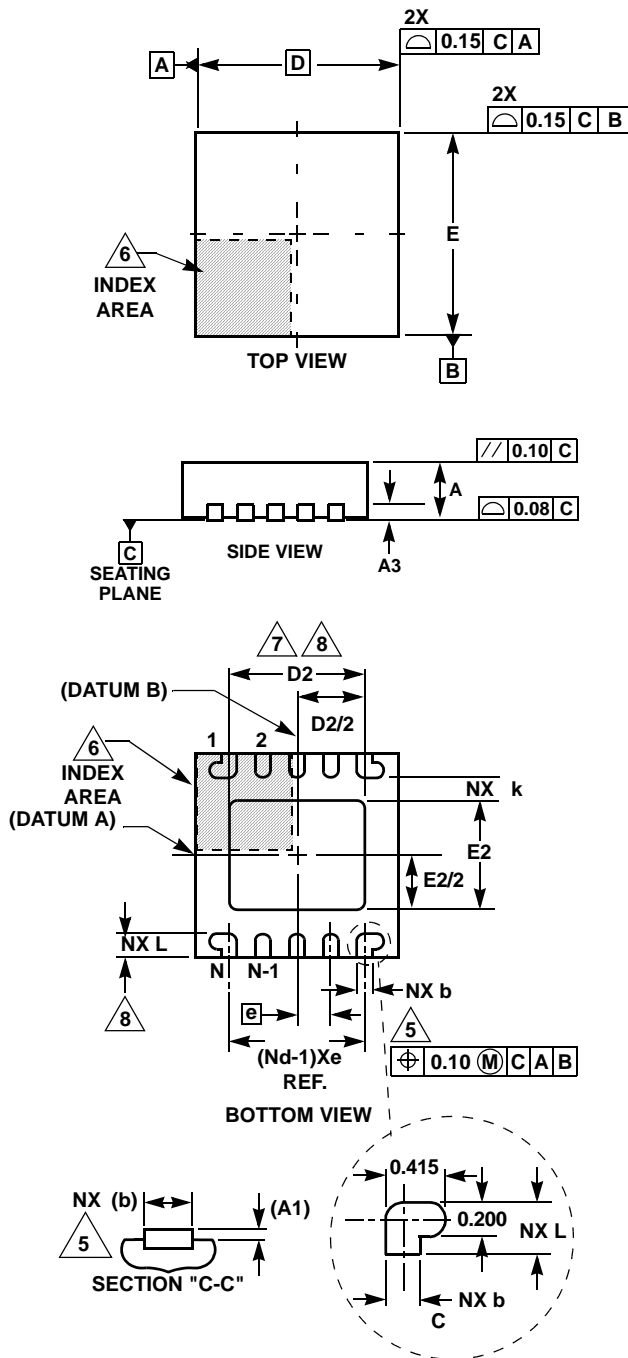 2X
⌓ 0.15 C A
A
D
2X
⌓ 0.15 C B
E
6
INDEX
AREA
TOP VIEW
B
// 0.10 C
A
⌓ 0.08 C
C
SEATING
PLANE
SIDE VIEW
A3
7 8
D2
(DATUM B)
D2/2
6
INDEX
AREA
1 2
NX k
(DATUM A)
E2
E2/2
NX L
N N-1
NX b
8
e
5
(Nd-1)Xe
REF.
⌖ 0.10 Ⓜ C A B
BOTTOM VIEW
NX (b)
(A1)
5
SECTION "C-C"
0.415
0.200
NX L
NX b
C